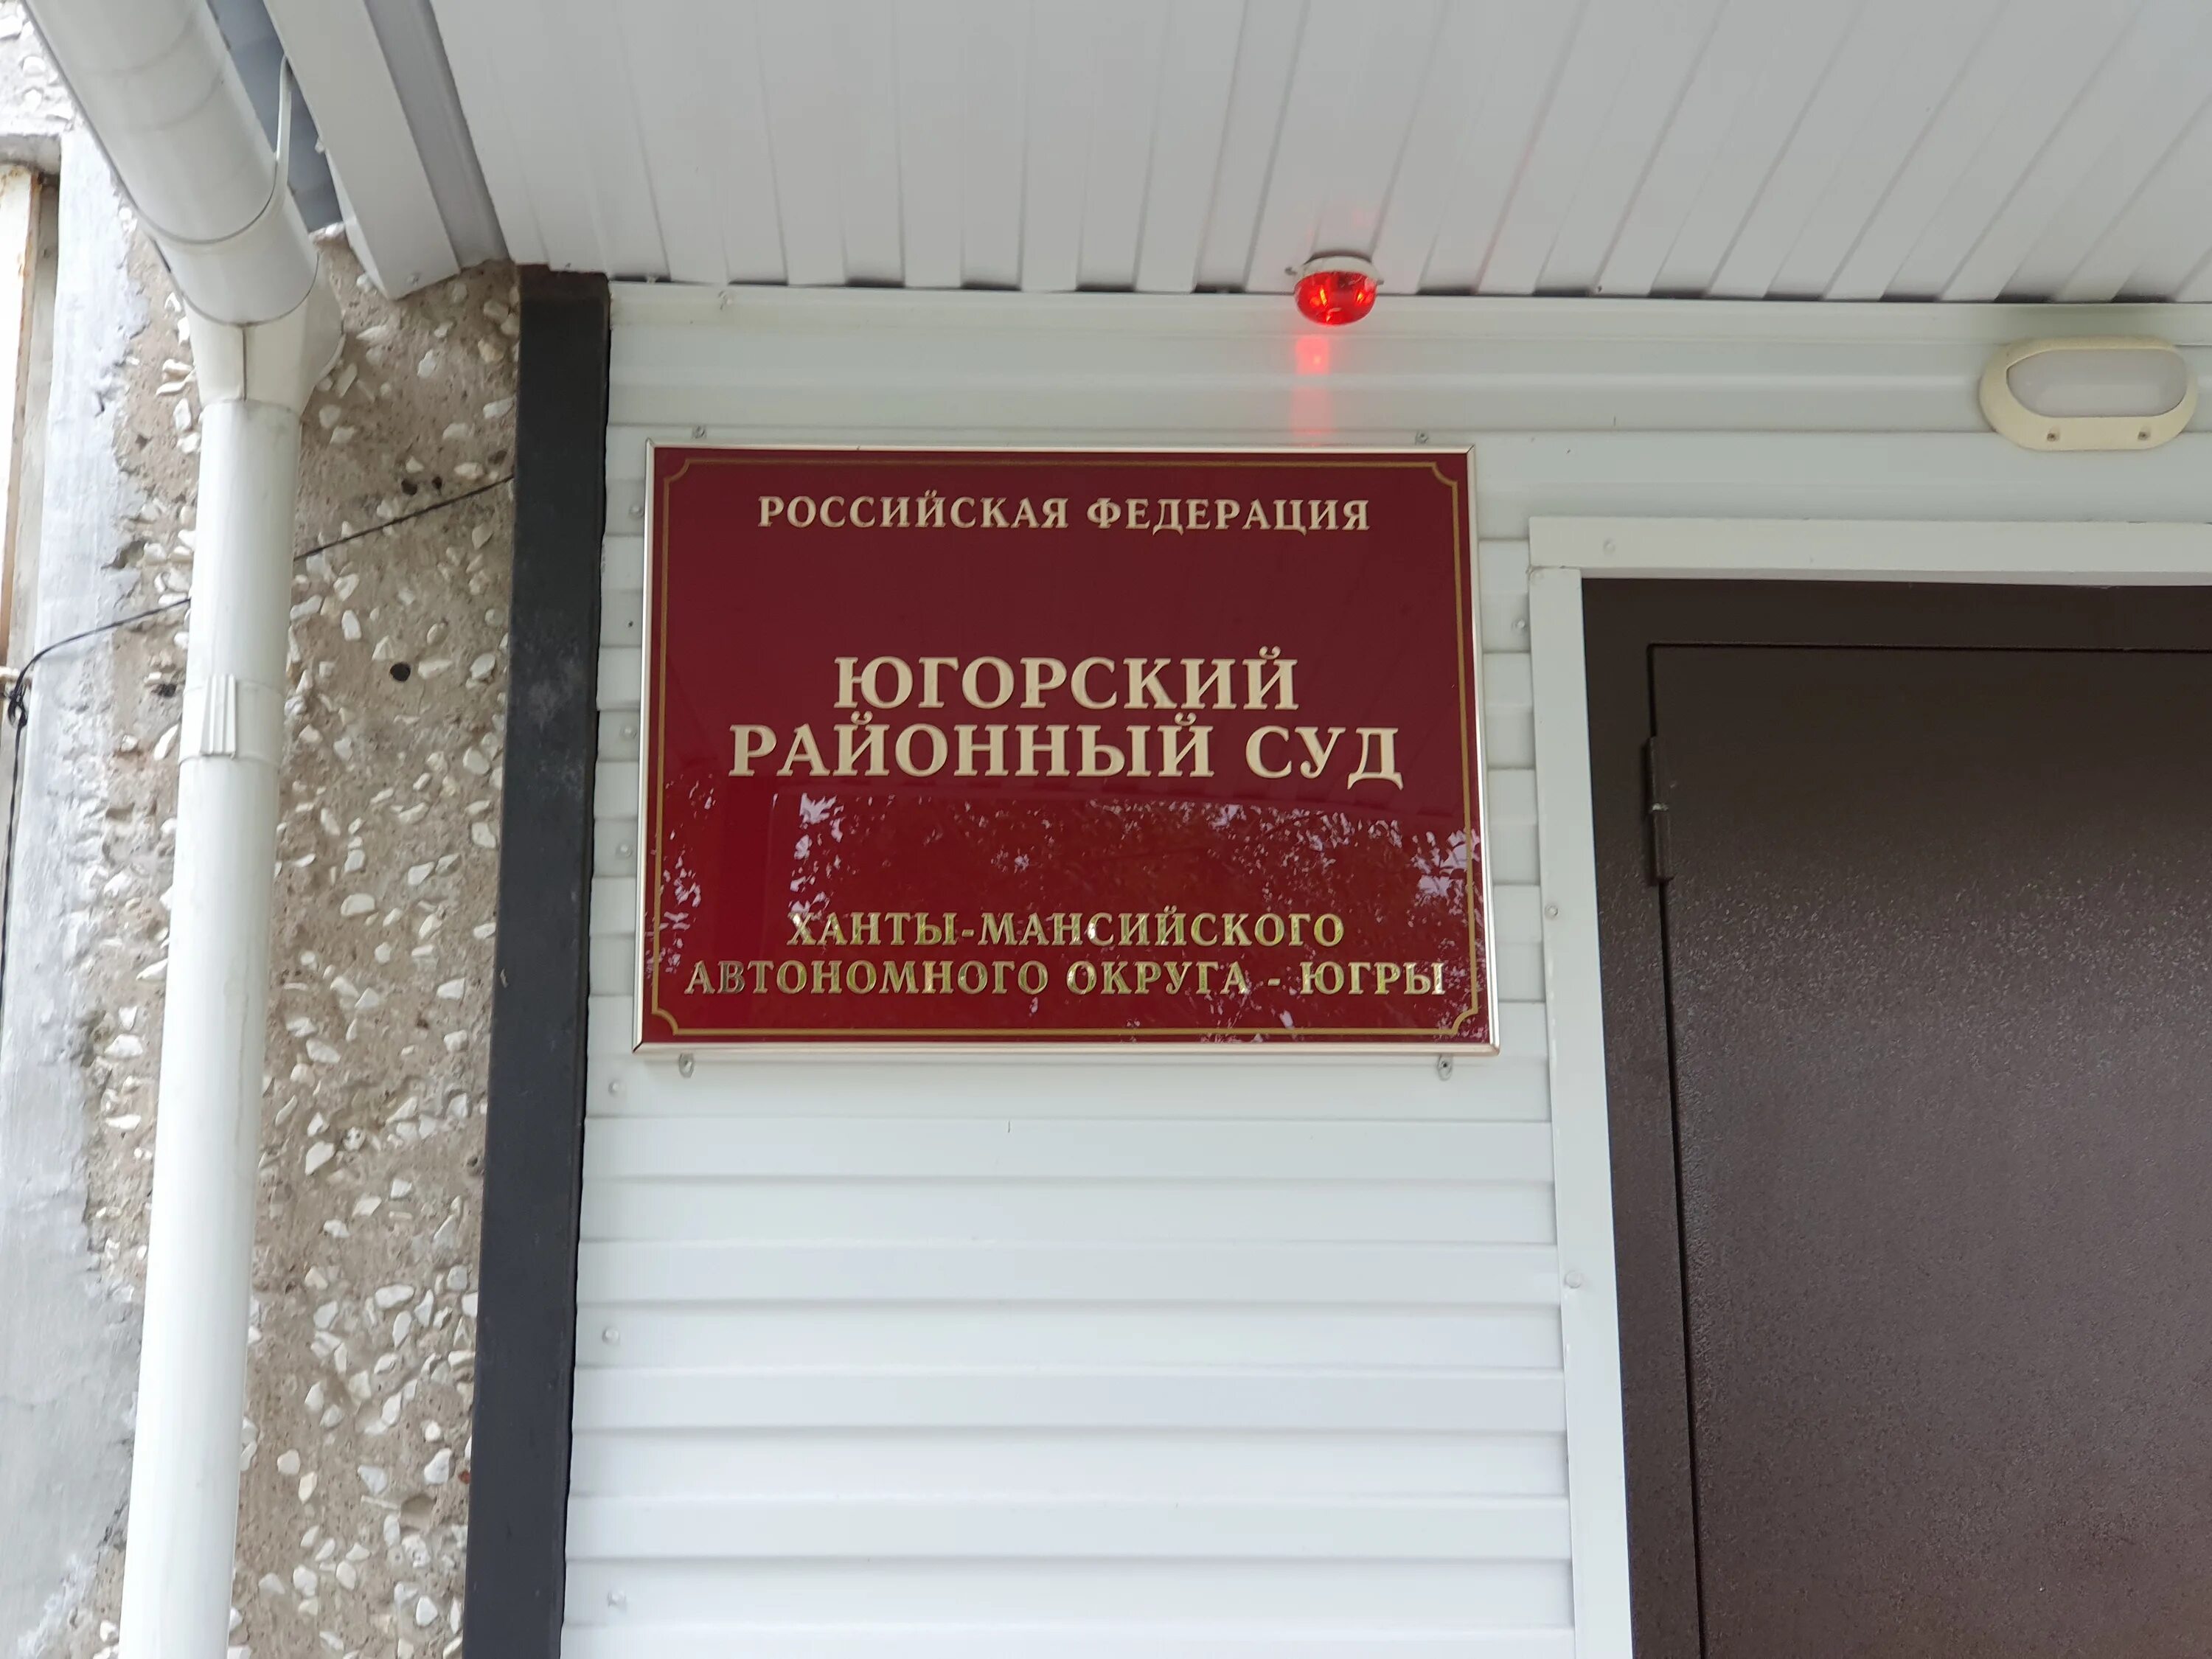 РОССИЙСКАЯ ФЕДЕРАЦИЯ
ЮГОРСКИЙ
РАЙОННЫЙ СУД
ХАНТЫ-МАНСИЙСКОГО
АВТОНОМНОГО ОКРУГА - ЮГРЫ